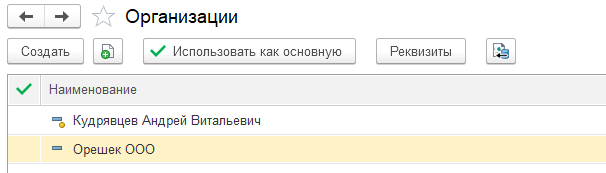 Организации
Создать Использовать как основную Реквизиты
Наименование
Кудрявцев Андрей Витальевич
Орешек ООО